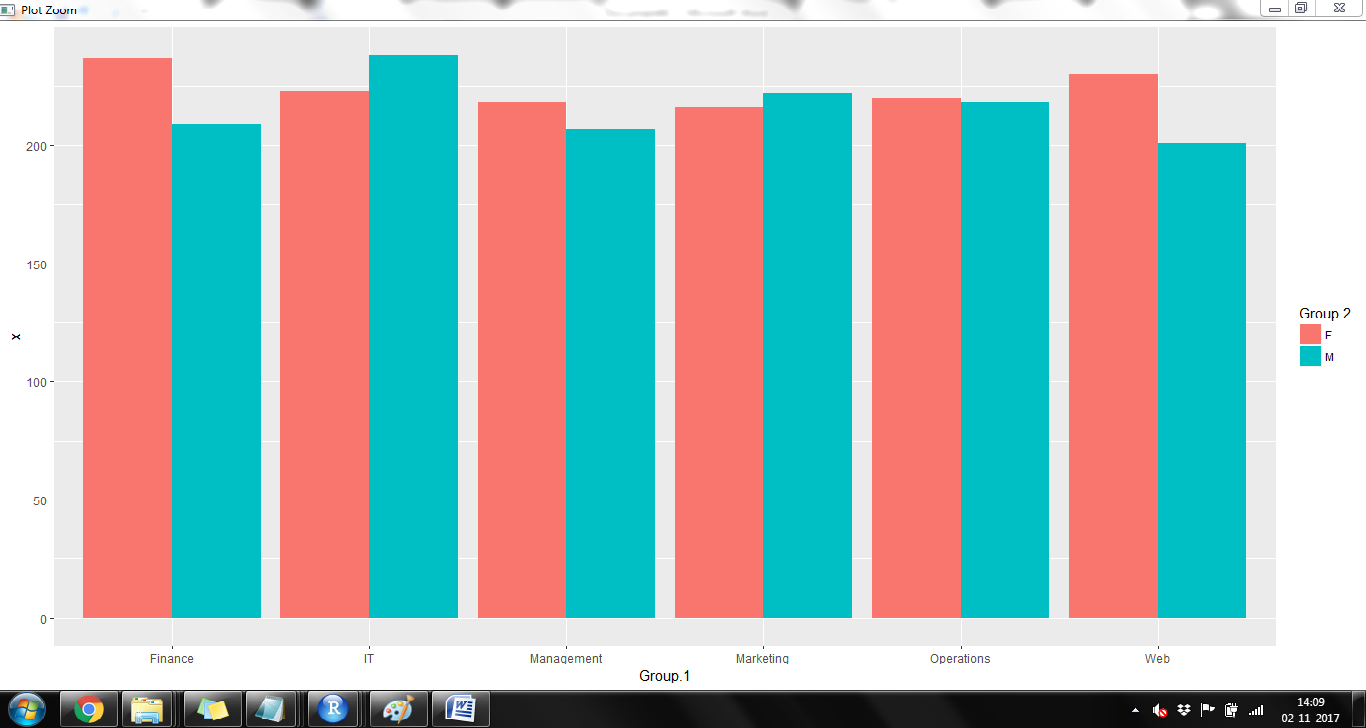 Plot Zoom
200
150
100
50
0
x
Finance IT Management Marketing Operations Web
Group.1
Group.2
F
M
R
W
14:09
02 11 2017